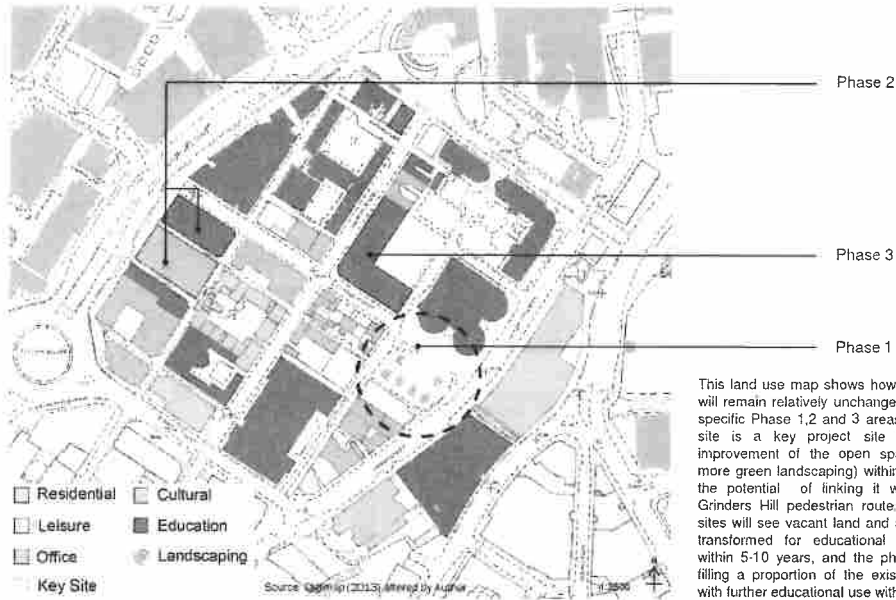 Phase 2
Phase 3
Phase 1
This land use map shows how
will remain relatively unchange
specific Phase 1,2 and 3 areas
site is a key project site
improvement of the open sp
more green landscaping) within
the potential of linking it w
Grinders Hill pedestrian route.
sites will see vacant land and
transformed for educational
within 5-10 years, and the ph
filling a proportion of the exis
with further educational use with
Residential
Cultural
Leisure
Education
Office
Landscaping
Key Site
Source: Digimap (2013) altered by Author